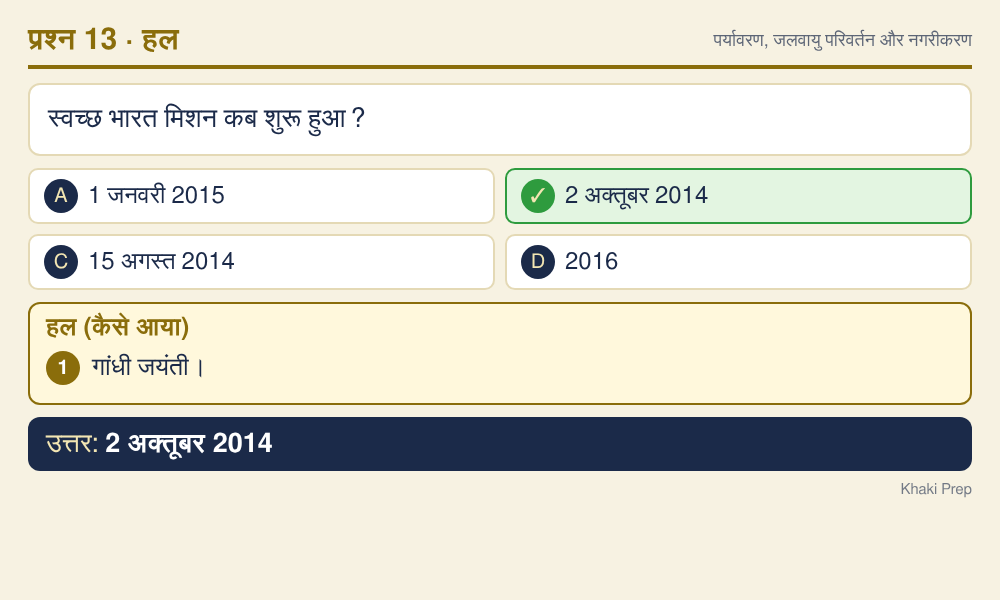 प्रश्न 13 · हल
पर्यावरण, जलवायु परिवर्तन और नगरीकरण
स्वच्छ भारत मिशन कब शुरू हुआ ?
A 1 जनवरी 2015
✓ 2 अक्तूबर 2014
C 15 अगस्त 2014
D 2016
हल (कैसे आया)
1 गांधी जयंती ।
उत्तर: 2 अक्तूबर 2014
Khaki Prep